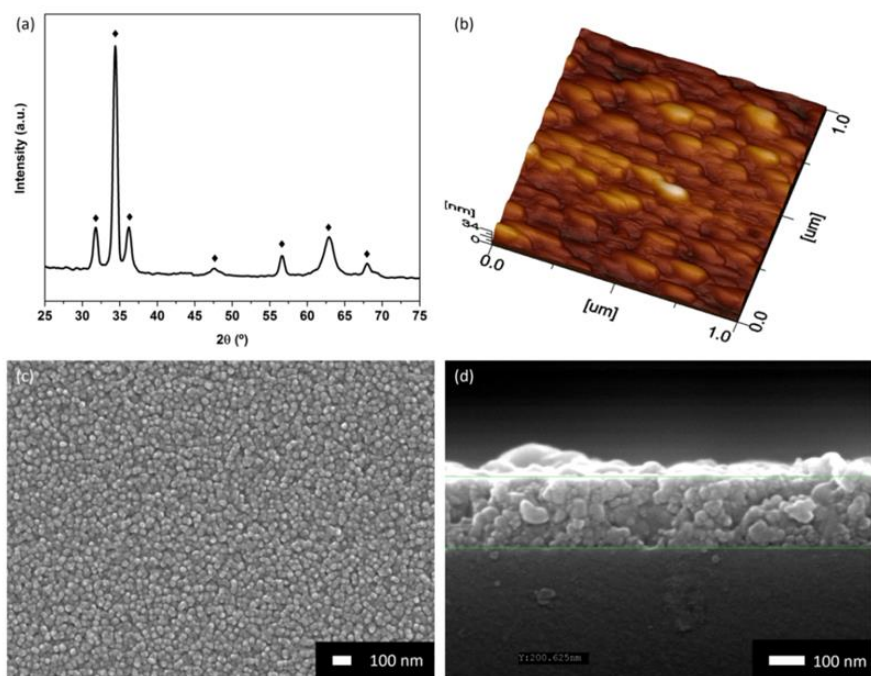 (a)
Intensity (a.u.)
25 30 35 40 45 50 55 60 65 70 75
2θ (º)
(b)
[nm]
34
0
0.0
[um]
1.0
0.0
[um]
1.0
(c)
100 nm
(d)
Y:200.625nm
100 nm